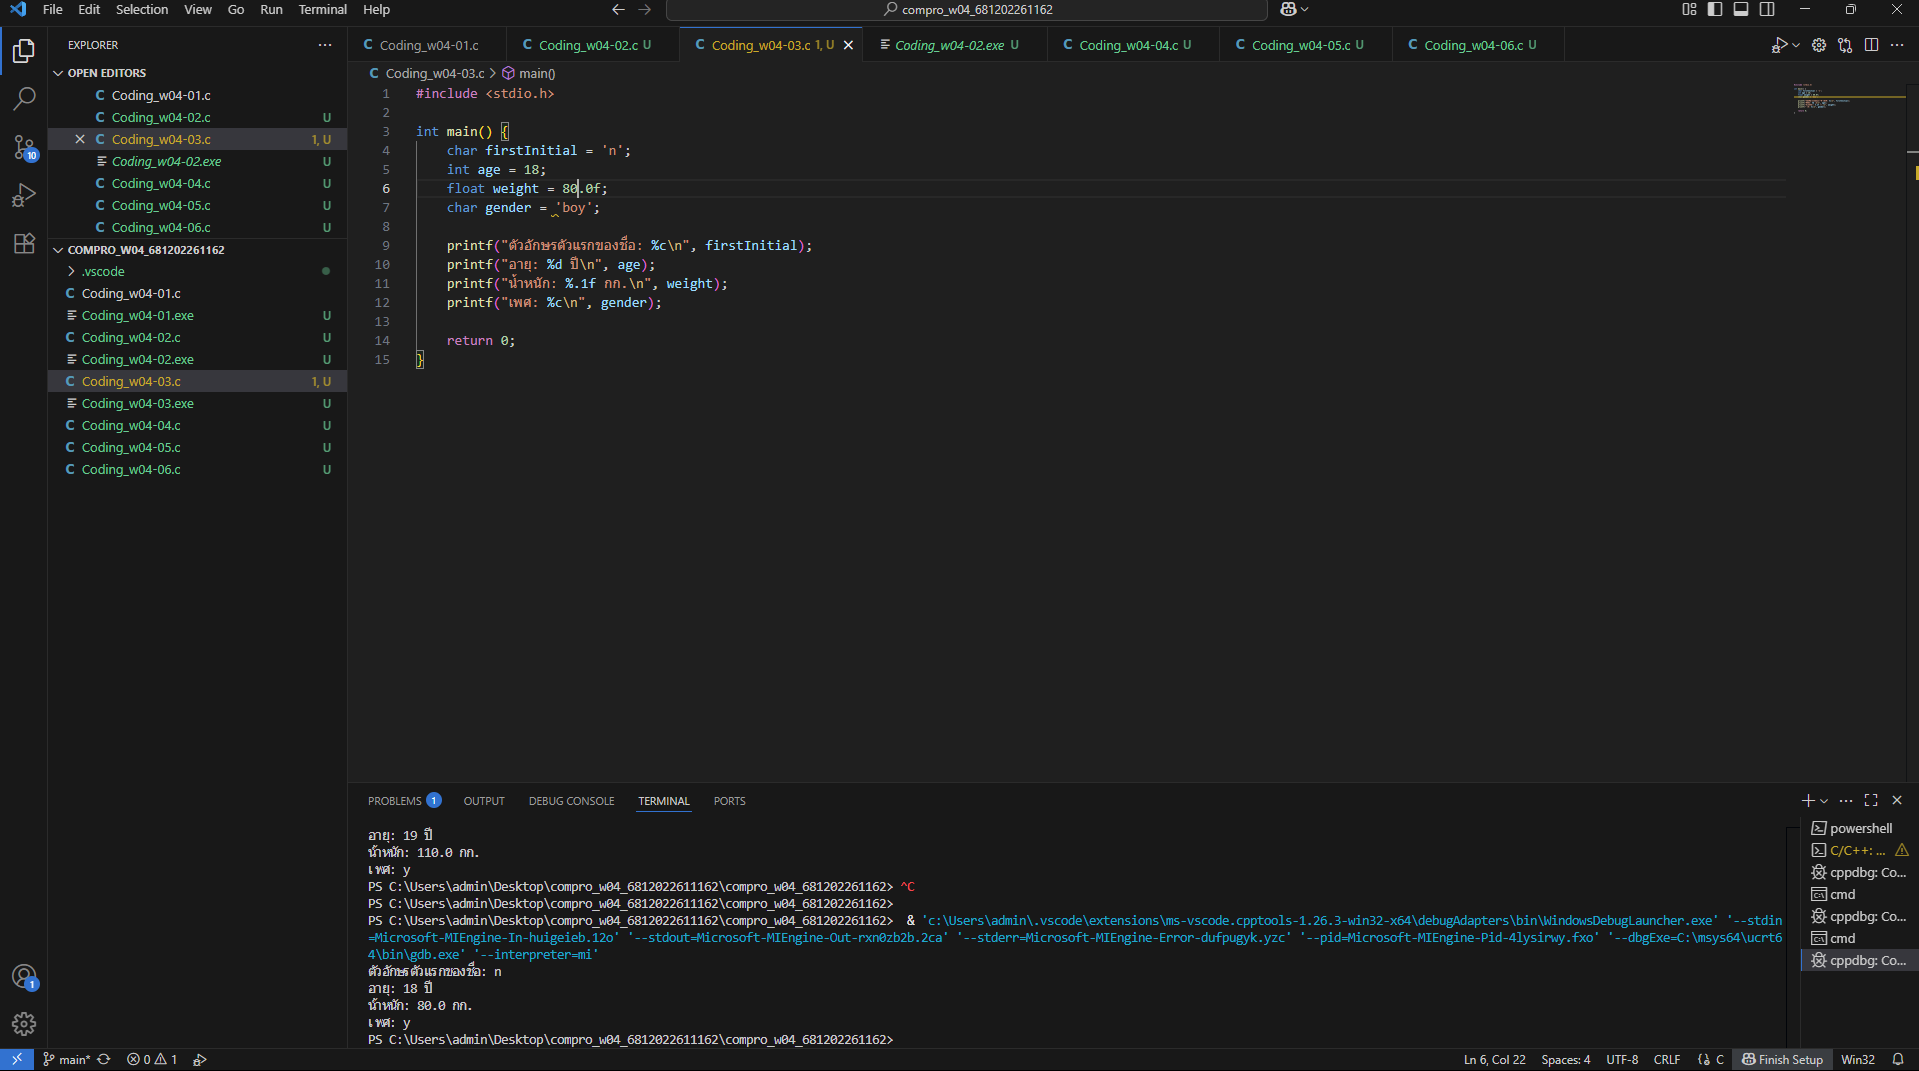 File Edit Selection View Go Run Terminal Help
compro_w04_681202261162
EXPLORER
OPEN EDITORS
Coding_w04-01.c
Coding_w04-02.c U
Coding_w04-03.c 1, U
Coding_w04-02.exe U
Coding_w04-04.c U
Coding_w04-05.c U
Coding_w04-06.c U
COMPRO_W04_681202261162
.vscode
Coding_w04-01.c
Coding_w04-01.exe U
Coding_w04-02.c U
Coding_w04-02.exe U
Coding_w04-03.c 1, U
Coding_w04-03.exe U
Coding_w04-04.c U
Coding_w04-05.c U
Coding_w04-06.c U
10
1
C Coding_w04-01.c C Coding_w04-02.c U C Coding_w04-03.c 1, U Coding_w04-02.exe U C Coding_w04-04.c U C Coding_w04-05.c U C Coding_w04-06.c U
C Coding_w04-03.c > main()
1 #include <stdio.h>
2
3 int main() {
4 char firstInitial = 'n';
5 int age = 18;
6 float weight = 80.0f;
7 char gender = 'boy';
8
9 printf("ตัวอักษรตัวแรกของชื่อ: %c\n", firstInitial);
10 printf("อายุ: %d ปี\n", age);
11 printf("น้ำหนัก: %.1f กก.\n", weight);
12 printf("เพศ: %c\n", gender);
13
14 return 0;
15 }
PROBLEMS 1 OUTPUT DEBUG CONSOLE TERMINAL PORTS
อายุ: 19 ปี
น้ำหนัก: 110.0 กก.
เพศ: y
PS C:\Users\admin\Desktop\compro_w04_6812022611162\compro_w04_681202261162> ^C
PS C:\Users\admin\Desktop\compro_w04_6812022611162\compro_w04_681202261162>
PS C:\Users\admin\Desktop\compro_w04_6812022611162\compro_w04_681202261162> & 'c:\Users\admin\.vscode\extensions\ms-vscode.cpptools-1.26.3-win32-x64\debugAdapters\bin\WindowsDebugLauncher.exe' '--stdin
=Microsoft-MIEngine-In-huigeieb.12o' '--stdout=Microsoft-MIEngine-Out-rxn0zb2b.2ca' '--stderr=Microsoft-MIEngine-Error-dufpugyk.yzc' '--pid=Microsoft-MIEngine-Pid-4lysirwy.fxo' '--dbgExe=C:\msys64\ucrt6
4\bin\gdb.exe' '--interpreter=mi'
ตัวอักษรตัวแรกของชื่อ: n
อายุ: 18 ปี
น้ำหนัก: 80.0 กก.
เพศ: y
PS C:\Users\admin\Desktop\compro_w04_6812022611162\compro_w04_681202261162>
powershell
C/C++: ...
cppdbg: Co...
cmd
cppdbg: Co...
cmd
cppdbg: Co...
main* 0 1
Ln 6, Col 22 Spaces: 4 UTF-8 CRLF {} C Finish Setup Win32